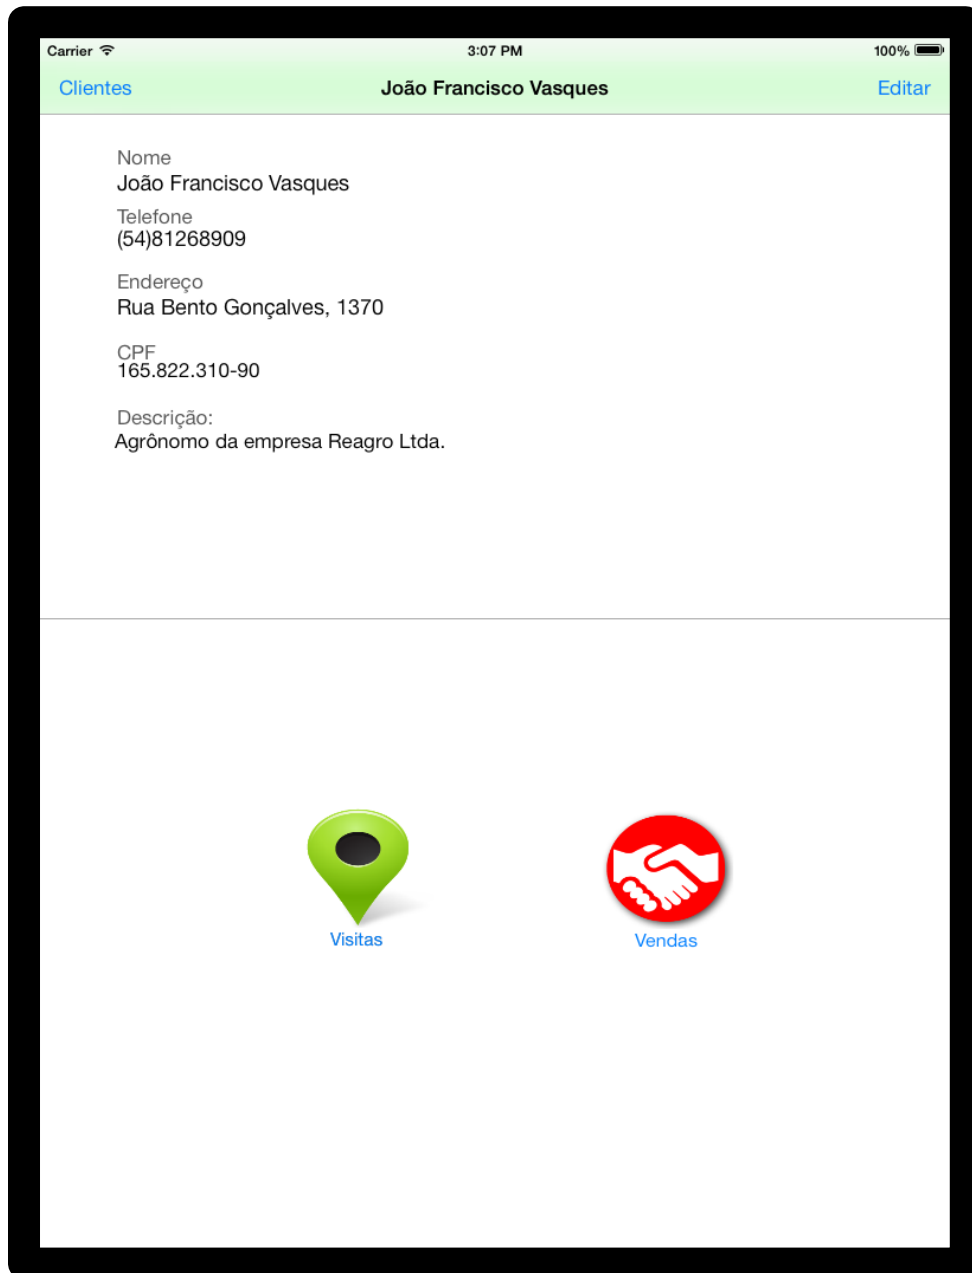 Carrier 3:07 PM 100%
Clientes João Francisco Vasques Editar
Nome
João Francisco Vasques
Telefone
(54)81268909
Endereço
Rua Bento Gonçalves, 1370
CPF
165.822.310-90
Descrição:
Agrônomo da empresa Reagro Ltda.
Visitas Vendas